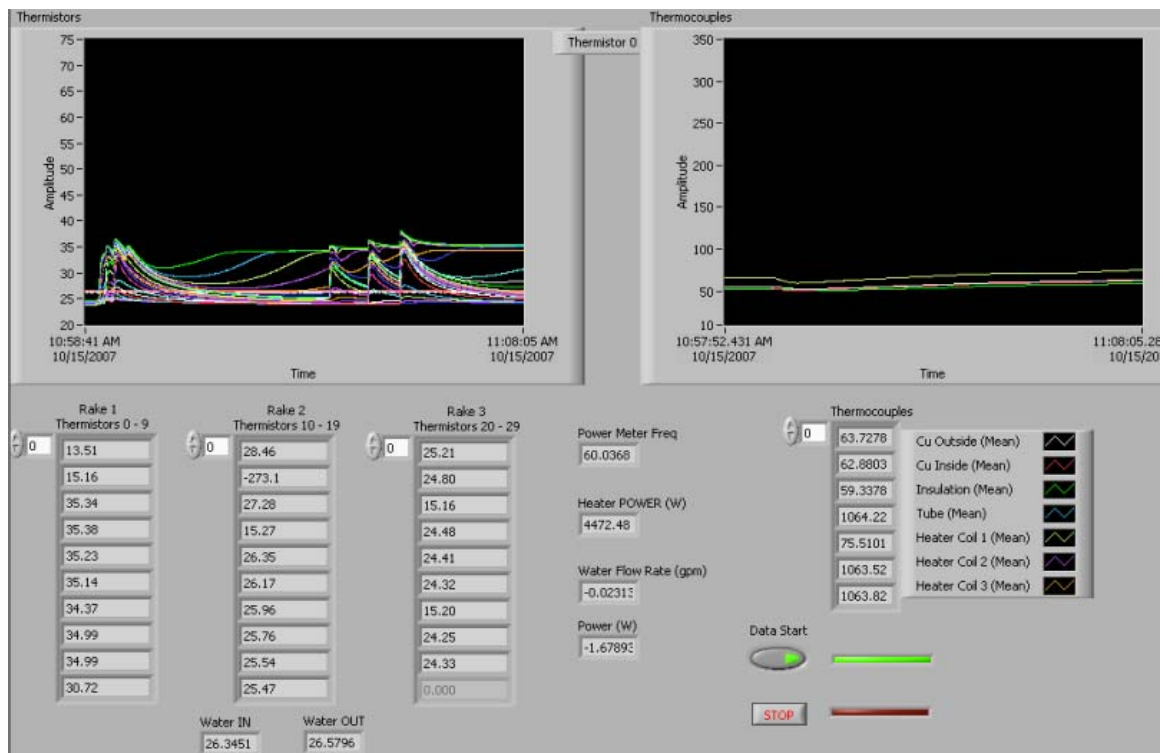 Thermistors
75
70
65
60
55
50
45
40
35
30
25
20
Amplitude
10:58:41 AM
10/15/2007
11:08:05 AM
10/15/2007
Time
Thermistor 0
Thermocouples
350
300
250
200
150
100
50
10
Amplitude
10:57:52.431 AM
10/15/2007
11:08:05.28
10/15/20
Time
Rake 1
Thermistors 0 - 9
0
13.51
15.16
35.34
35.38
35.23
35.14
34.37
34.99
34.99
30.72
Rake 2
Thermistors 10 - 19
0
28.46
-273.1
27.28
15.27
26.35
26.17
25.96
25.76
25.54
25.47
Rake 3
Thermistors 20 - 29
0
25.21
24.80
15.16
24.48
24.41
24.32
15.20
24.25
24.33
0.000
Water IN
26.3451
Water OUT
26.5796
Power Meter Freq
60.0368
Heater POWER (W)
4472.48
Water Flow Rate (gpm)
-0.02313
Power (W)
-1.67893
Thermocouples
0
63.7278
62.8803
59.3378
1064.22
75.5101
1063.52
1063.82
Cu Outside (Mean)
Cu Inside (Mean)
Insulation (Mean)
Tube (Mean)
Heater Coil 1 (Mean)
Heater Coil 2 (Mean)
Heater Coil 3 (Mean)
Data Start
STOP